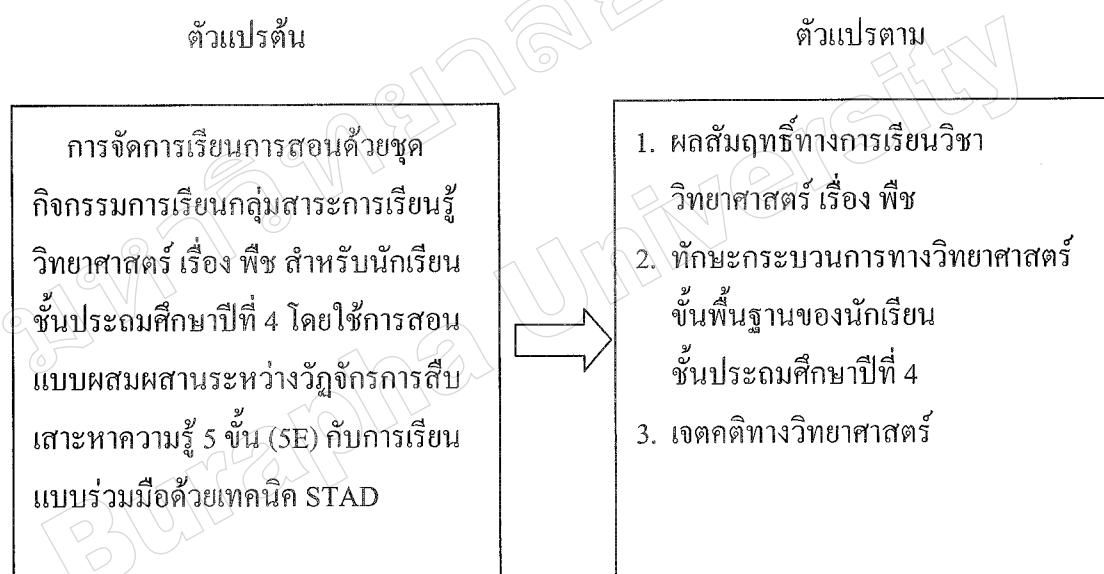 ตัวแปรต้น
ตัวแปรตาม
การจัดการเรียนการสอนด้วยชุด
กิจกรรมการเรียนกลุ่มสาระการเรียนรู้
วิทยาศาสตร์ เรื่อง พืช สำหรับนักเรียน
ชั้นประถมศึกษาปีที่ 4 โดยใช้การสอน
แบบผสมผสานระหว่างวัฏจักรการสืบ
เสาะหาความรู้ 5 ขั้น (5E) กับการเรียน
แบบร่วมมือด้วยเทคนิค STAD
1. ผลสัมฤทธิ์ทางการเรียนวิชา
วิทยาศาสตร์ เรื่อง พืช
2. ทักษะกระบวนการทางวิทยาศาสตร์
ขั้นพื้นฐานของนักเรียน
ชั้นประถมศึกษาปีที่ 4
3. เจตคติทางวิทยาศาสตร์
Burapha University